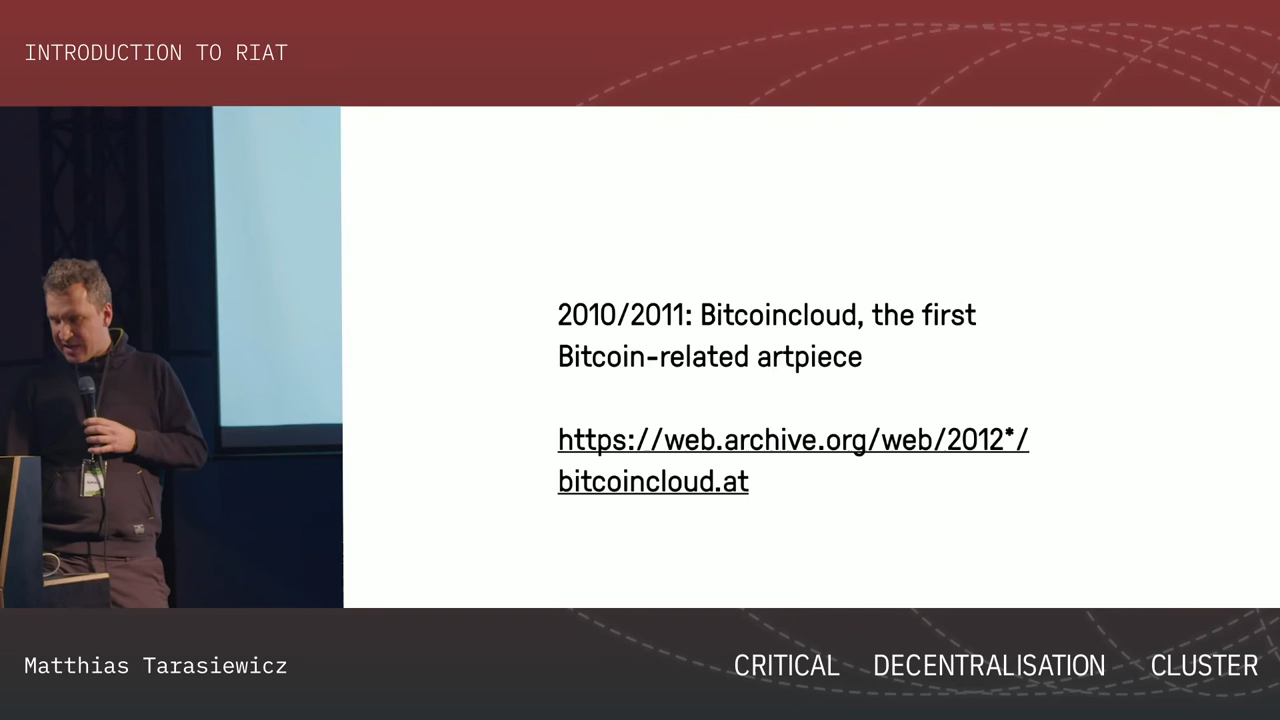 INTRODUCTION TO RIAT
2010/2011: Bitcoincloud, the first
Bitcoin-related artpiece
https://web.archive.org/web/2012*/
bitcoincloud.at
Matthias Tarasiewicz
CRITICAL DECENTRALISATION CLUSTER